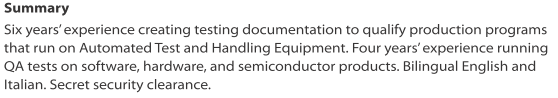 Summary
Six years’ experience creating testing documentation to qualify production programs
that run on Automated Test and Handling Equipment. Four years’ experience running
QA tests on software, hardware, and semiconductor products. Bilingual English and
Italian. Secret security clearance.